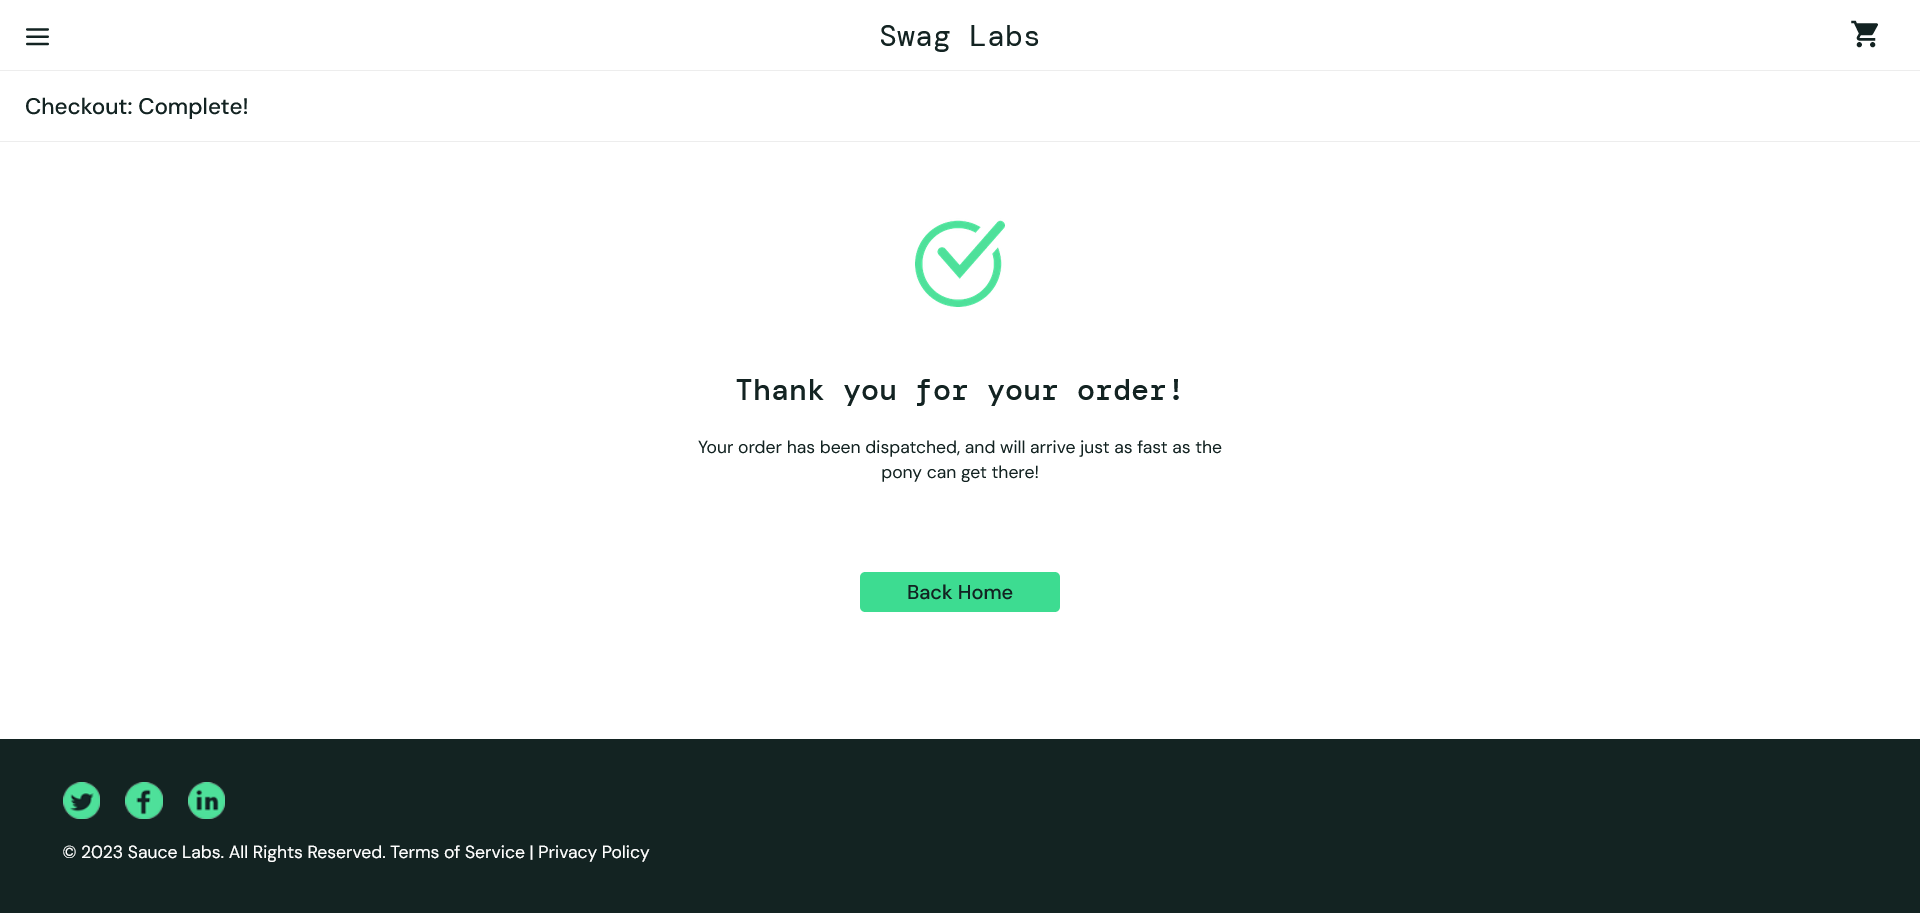 Swag Labs
Checkout: Complete!
Thank you for your order!
Your order has been dispatched, and will arrive just as fast as the
pony can get there!
Back Home
© 2023 Sauce Labs. All Rights Reserved. Terms of Service | Privacy Policy